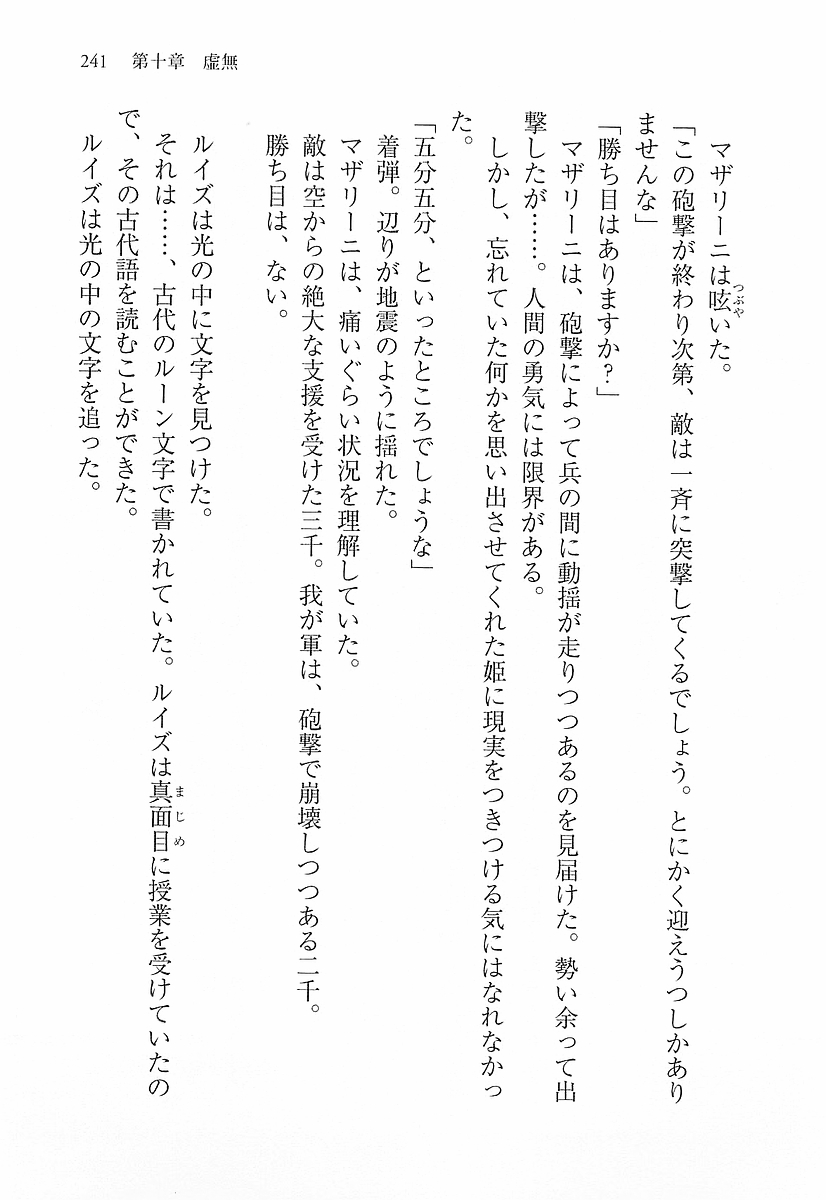 241　第十章　虚無
マザリーニは呟いた。
「この砲撃が終わり次第、敵は一斉に突撃してくるでしょう。とにかく迎えうつしかあり
ませんな」
「勝ち目はありますか？」
マザリーニは、砲撃によって兵の間に動揺が走りつつあるのを見届けた。勢い余って出
撃したが……。人間の勇気には限界がある。
しかし、忘れていた何かを思い出させてくれた姫に現実をつきつける気にはなれなかっ
た。
「五分五分、といったところでしょうな」
着弾。辺りが地震のように揺れた。
マザリーニは、痛いぐらい状況を理解していた。
敵は空からの絶大な支援を受けた三千。我が軍は、砲撃で崩壊しつつある二千。
勝ち目は、ない。
ルイズは光の中に文字を見つけた。
それは……、古代のルーン文字で書かれていた。ルイズは真面目に授業を受けていたの
で、その古代語を読むことができた。
ルイズは光の中の文字を追った。